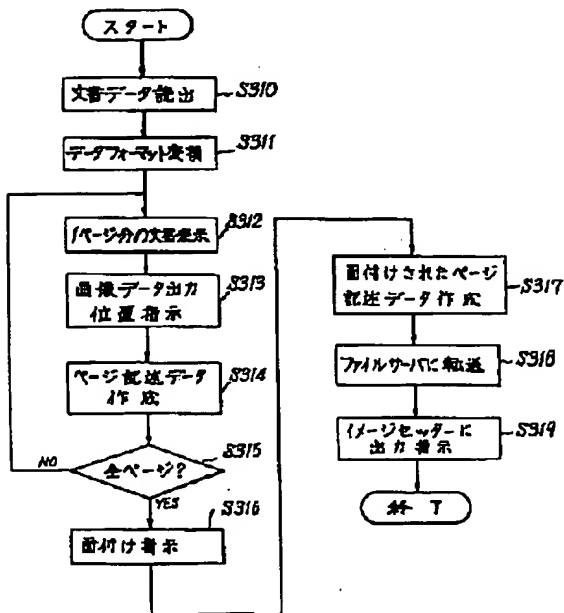 スタート
文書データ読出
S310
データフォーマット変換
S311
1ページ分の文書表示
S312
画像データ出力
位置指示
S313
ページ記述データ
作成
S314
全ページ?
S315
NO
YES
面付け指示
S316
面付けされたページ
記述データ作成
S317
ファイルサーバに転送
S318
イメージセッターに
出力指示
S319
終了